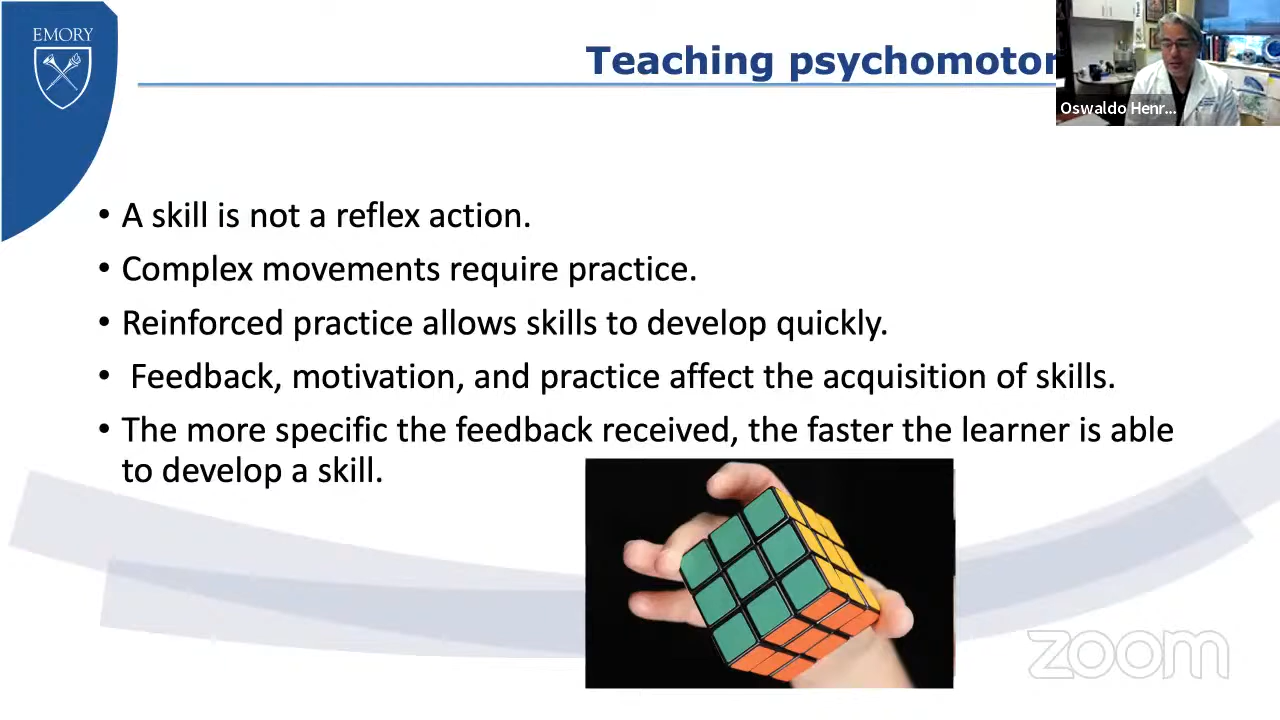 EMORY
Teaching psychomotor
Oswaldo Henr...
• A skill is not a reflex action.
• Complex movements require practice.
• Reinforced practice allows skills to develop quickly.
• Feedback, motivation, and practice affect the acquisition of skills.
• The more specific the feedback received, the faster the learner is able
to develop a skill.
zoom